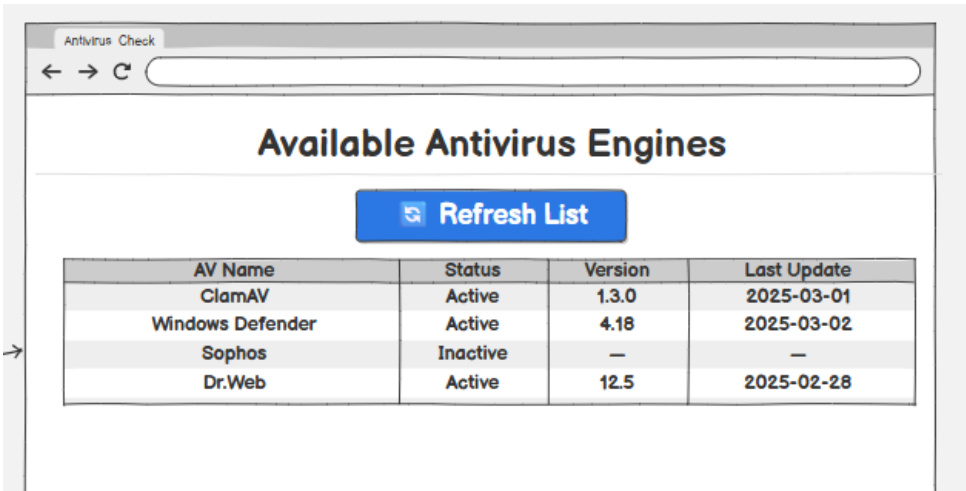 Antivirus Check
Available Antivirus Engines
Refresh List
AV Name Status Version Last Update
ClamAV Active 1.3.0 2025-03-01
Windows Defender Active 4.18 2025-03-02
Sophos Inactive — —
Dr.Web Active 12.5 2025-02-28